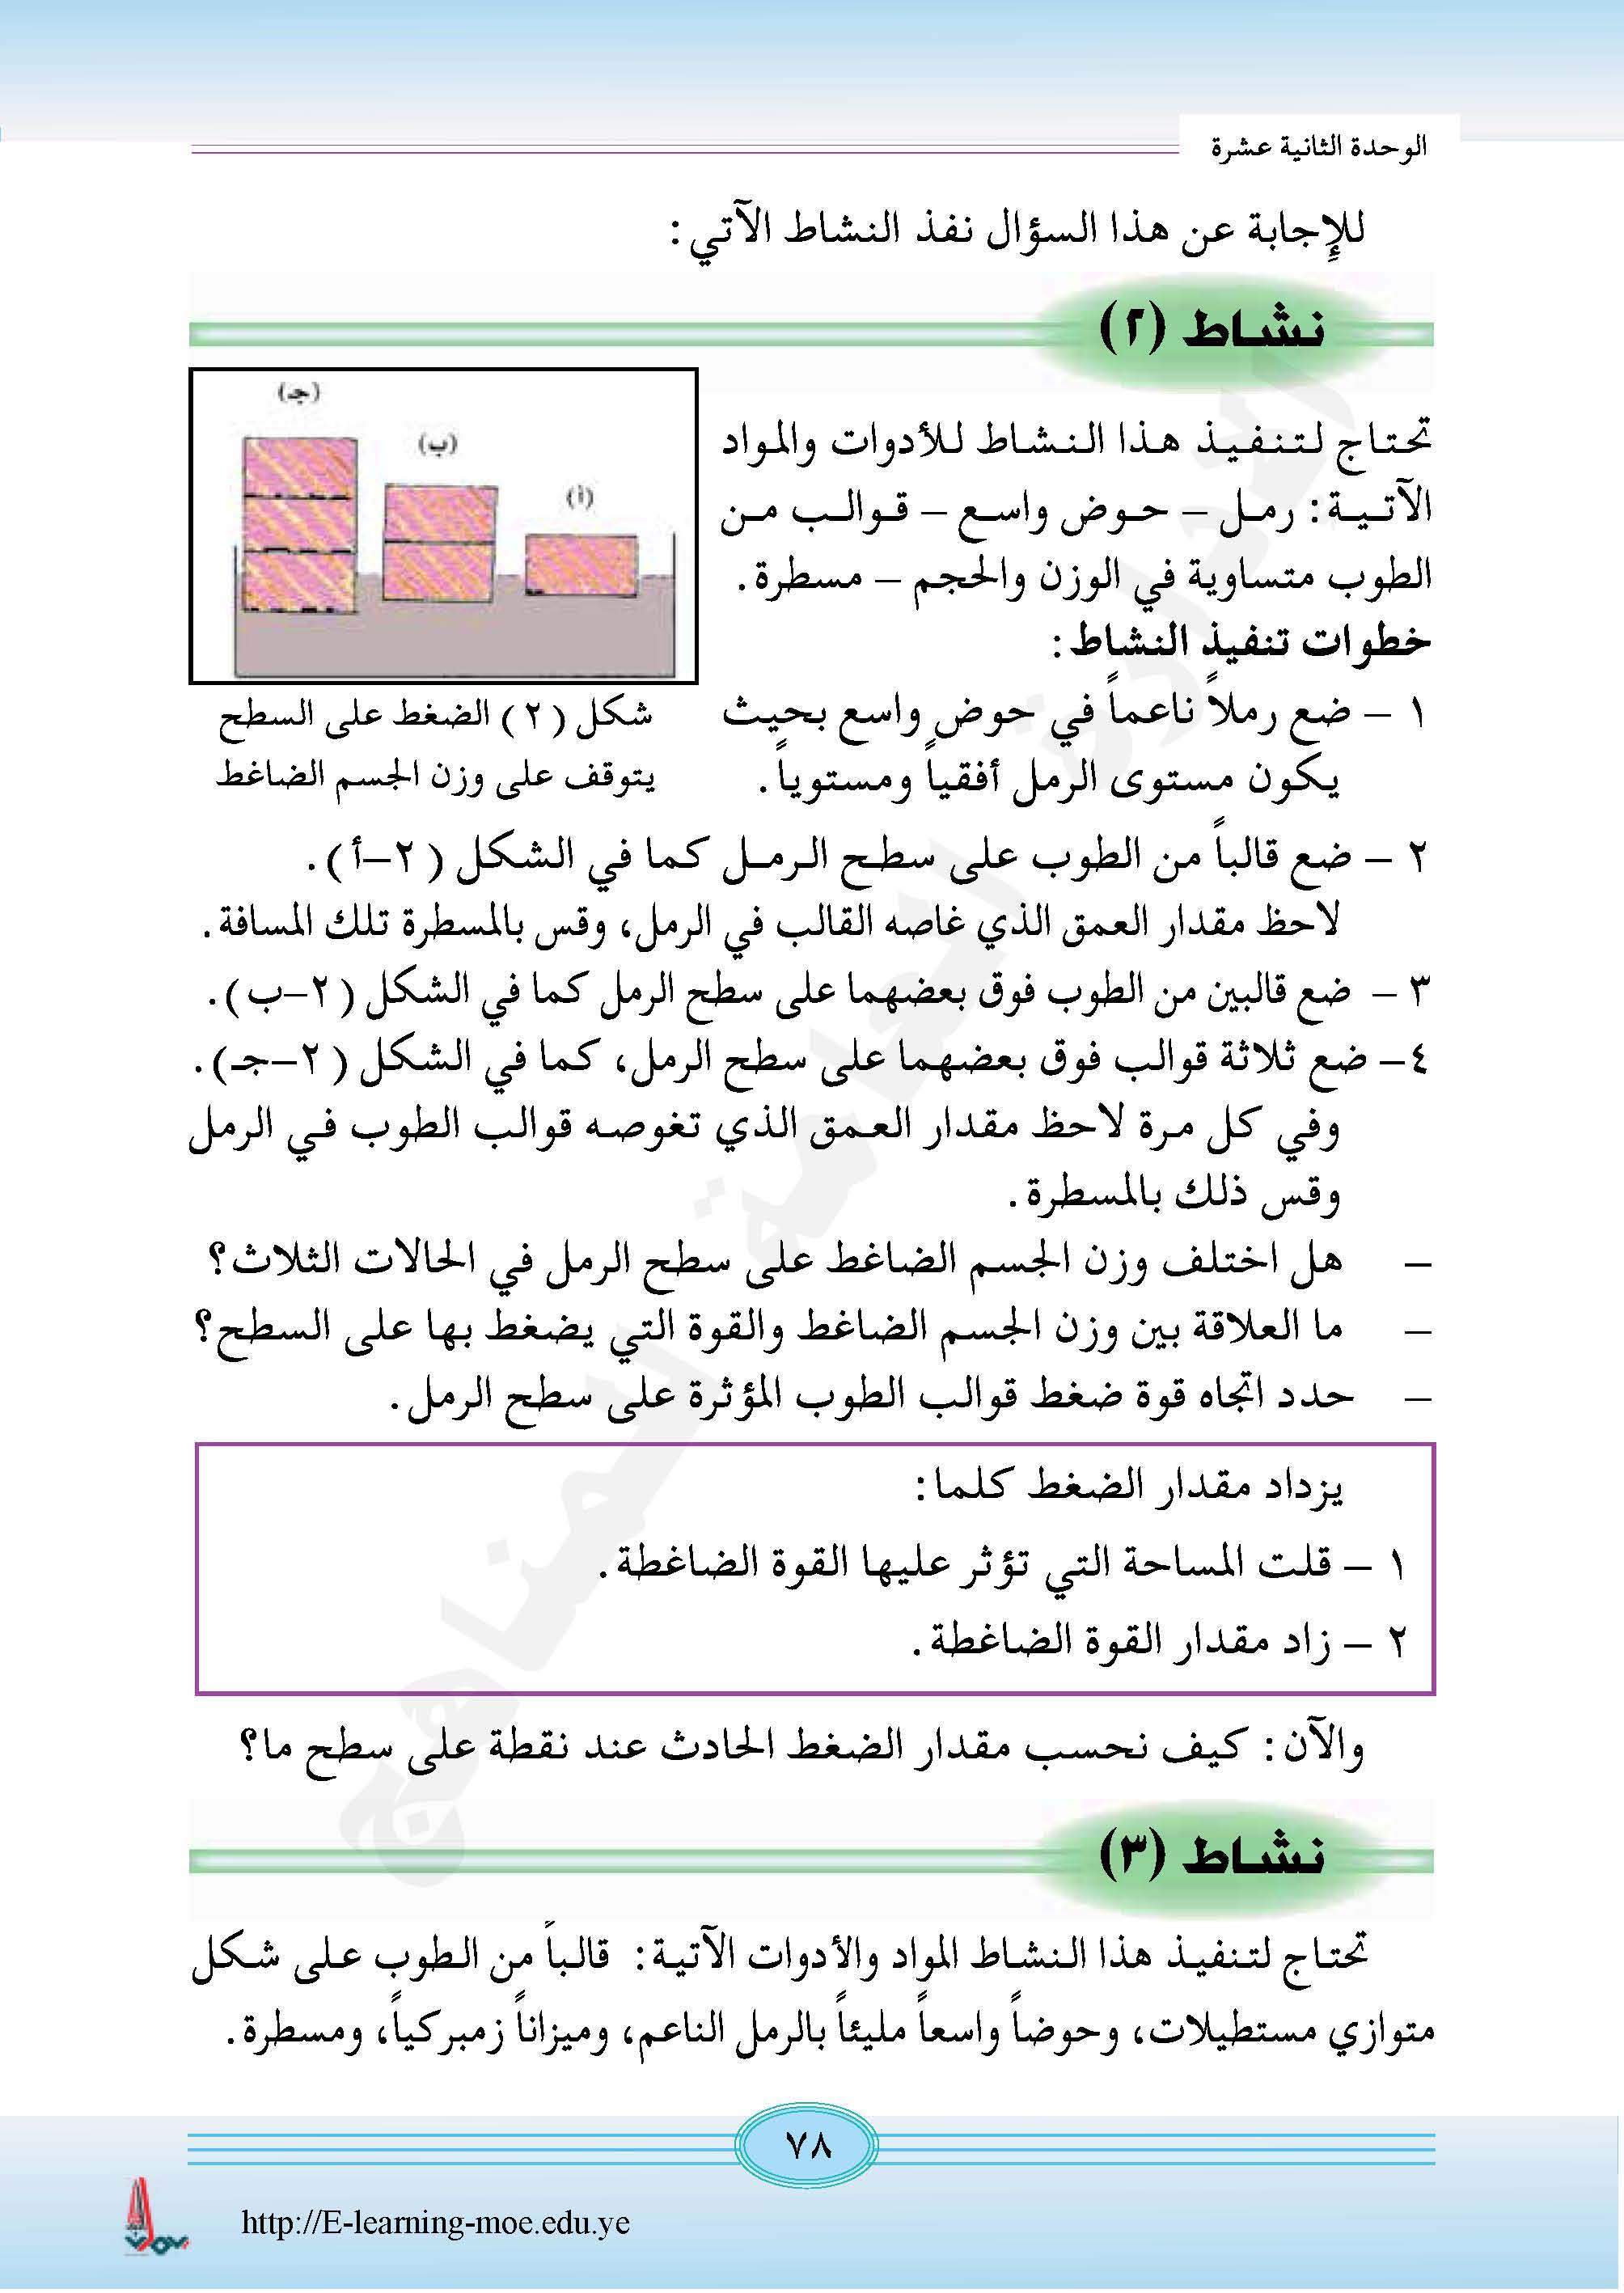 الوحدة الثانية عشرة
للإجابة عن هذا السؤال نفذ النشاط الآتي:
نشاط (٢)
تحتاج لتنفيذ هذا النشاط للأدوات والمواد
الآتية: رمل – حوض واسع – قوالب من
الطوب متساوية في الوزن والحجم – مسطرة.
خطوات تنفيذ النشاط:
(جـ)
(ب)
(أ)
شكل (٢) الضغط على السطح
يتوقف على وزن الجسم الضاغط
١ – ضع رملاً ناعماً في حوض واسع بحيث
يكون مستوى الرمل أفقياً ومستوياً.
٢ – ضع قالباً من الطوب على سطح الرمل كما في الشكل (٢–أ).
لاحظ مقدار العمق الذي غاصه القالب في الرمل، وقس بالمسطرة تلك المسافة.
٣ – ضع قالبين من الطوب فوق بعضهما على سطح الرمل كما في الشكل (٢–ب).
٤– ضع ثلاثة قوالب فوق بعضهما على سطح الرمل، كما في الشكل (٢–جـ).
وفي كل مرة لاحظ مقدار العمق الذي تغوصه قوالب الطوب في الرمل
وقس ذلك بالمسطرة.
– هل اختلف وزن الجسم الضاغط على سطح الرمل في الحالات الثلاث؟
– ما العلاقة بين وزن الجسم الضاغط والقوة التي يضغط بها على السطح؟
– حدد اتجاه قوة ضغط قوالب الطوب المؤثرة على سطح الرمل.
يزداد مقدار الضغط كلما:
١ – قلت المساحة التي تؤثر عليها القوة الضاغطة.
٢ – زاد مقدار القوة الضاغطة.
والآن: كيف نحسب مقدار الضغط الحادث عند نقطة على سطح ما؟
نشاط (٣)
تحتاج لتنفيذ هذا النشاط المواد والأدوات الآتية: قالباً من الطوب على شكل
متوازي مستطيلات، وحوضاً واسعاً مليئاً بالرمل الناعم، وميزاناً زمبركياً، ومسطرة.
٧٨
http://E-learning-moe.edu.ye
الإدارة العامة للمناهج